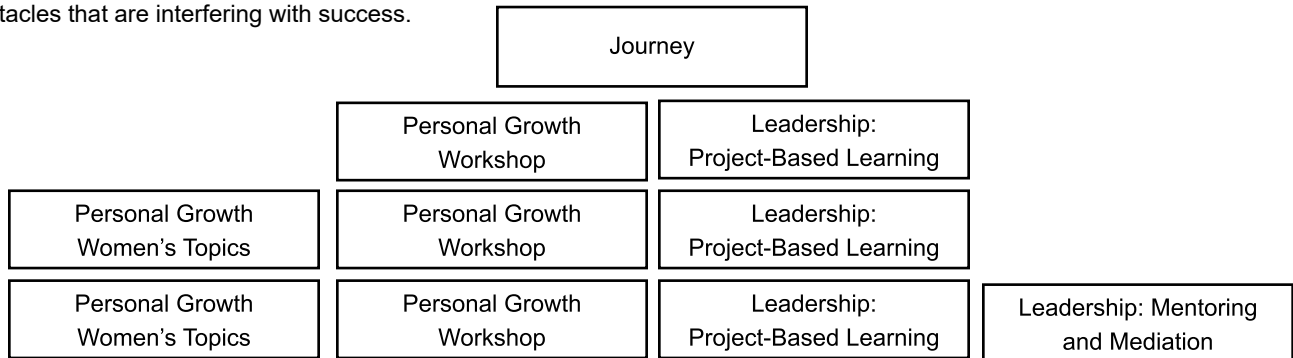 that are interfering with success.
Journey
Personal Growth
Workshop
Leadership:
Project-Based Learning
Personal Growth
Women’s Topics
Personal Growth
Workshop
Leadership:
Project-Based Learning
Personal Growth
Women’s Topics
Personal Growth
Workshop
Leadership:
Project-Based Learning
Leadership: Mentoring
and Mediation